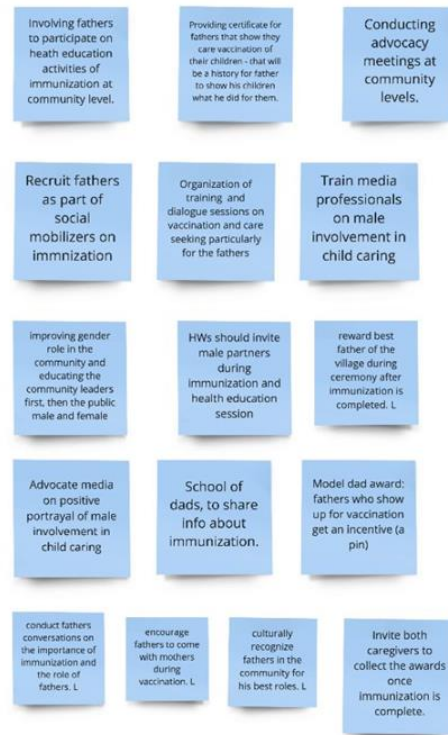 Involving fathers
to participate on
heath education
activities of
immunization at
community level.
Providing certificate for
fathers that show they
care vaccination of
their children - that will
be a history for father
to show his children
what he did for them.
Conducting
advocacy
meetings at
community
levels.
Recruit fathers
as part of
social
mobilizers on
immnization
Organization of
training and
dialogue sessions on
vaccination and care
seeking particularly
for the fathers
Train media
professionals
on male
involvement in
child caring
improving gender
role in the
community and
educating the
community leaders
first, then the public
male and female
HWs should invite
male partners
during
immunization and
health education
session
reward best
father of the
village during
ceremony after
immunization is
completed. L
Advocate media
on positive
portrayal of male
involvement in
child caring
School of
dads, to share
info about
immunization.
Model dad award:
fathers who show
up for vaccination
get an incentive (a
pin)
conduct fathers
conversations on
the importance of
immunization and
the role of
fathers. L
encourage
fathers to come
with mothers
during
vaccination. L
culturally
recognize
fathers in the
community for
his best roles. L
Invite both
caregivers to
collect the awards
once
immunization is
complete.